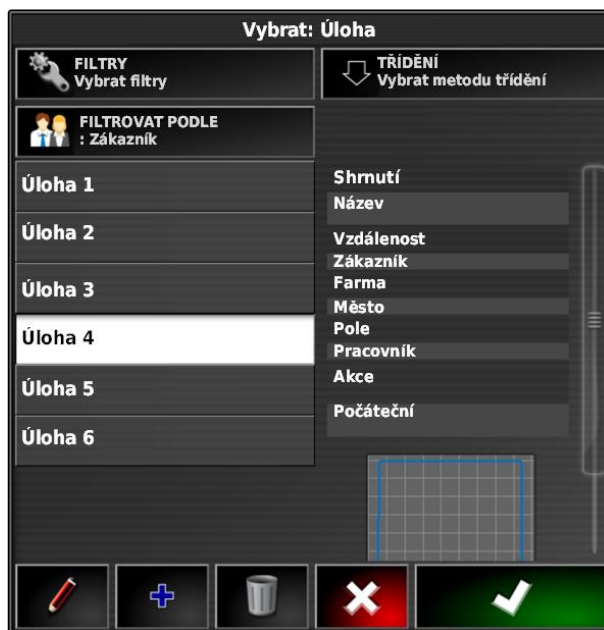 Vybrat: Úloha
FILTRY
Vybrat filtry
TŘÍDĚNÍ
Vybrat metodu třídění
FILTROVAT PODLE
: Zákazník
Úloha 1
Úloha 2
Úloha 3
Úloha 4
Úloha 5
Úloha 6
Shrnutí
Název
Vzdálenost
Zákazník
Farma
Město
Pole
Pracovník
Akce
Počáteční